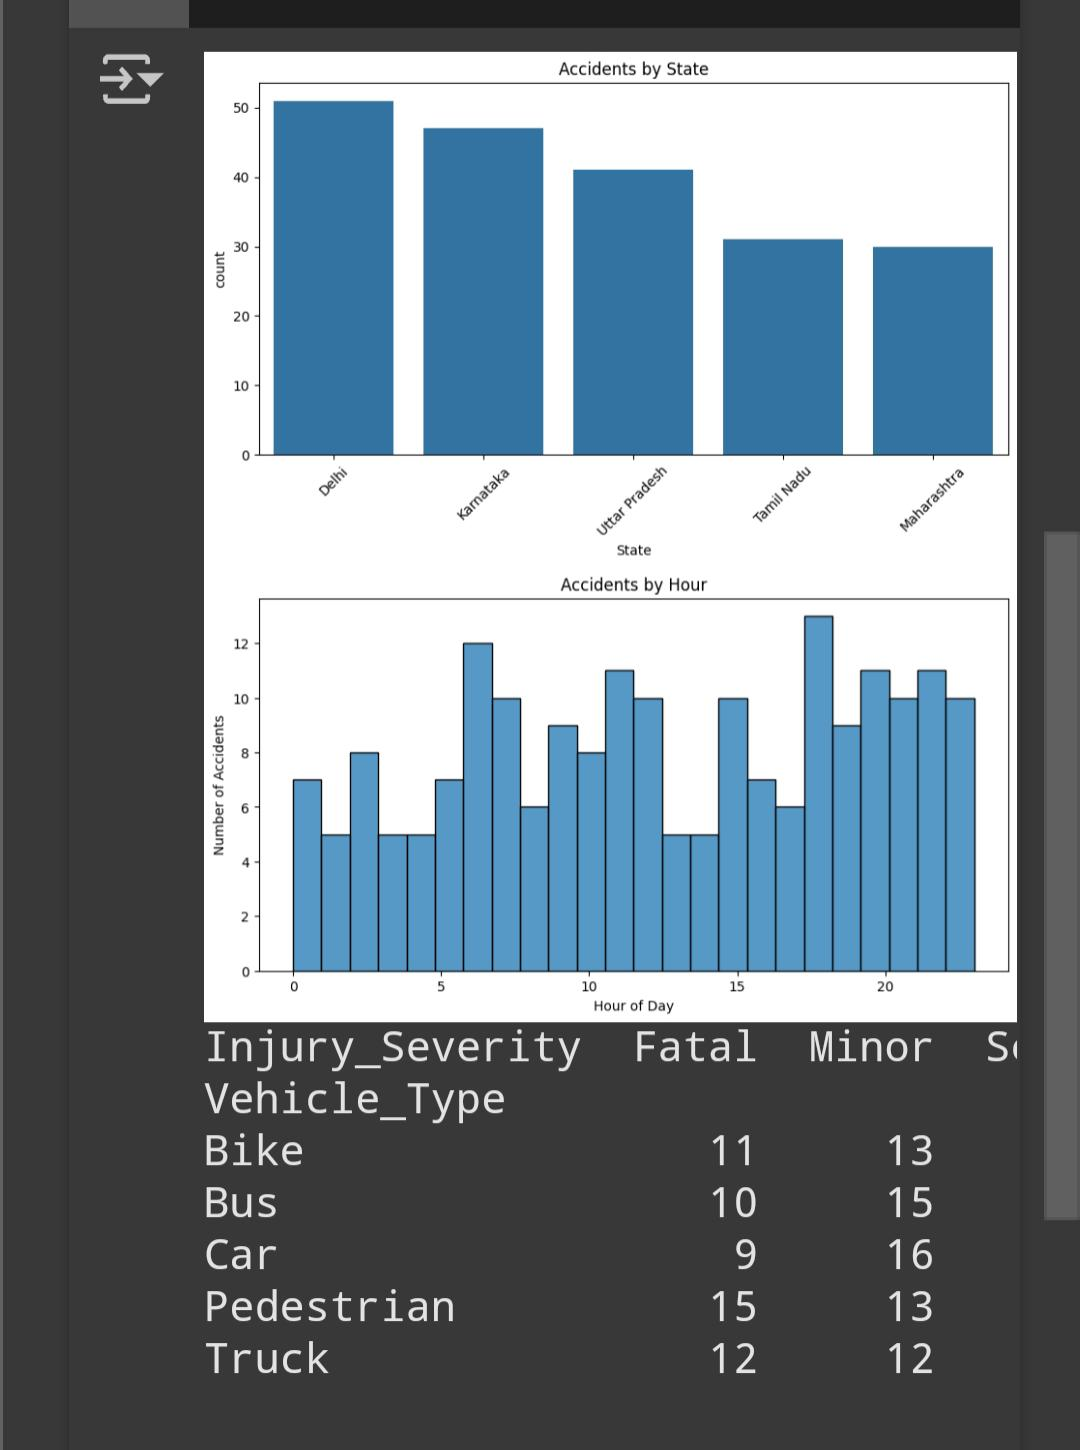 Accidents by State
50
40
30
20
10
0
count
Delhi
Karnataka
Uttar Pradesh
Tamil Nadu
Maharashtra
State
Accidents by Hour
12
10
8
6
4
2
0
Number of Accidents
0 5 10 15 20
Hour of Day
Injury_Severity Fatal Minor
Vehicle_Type
Bike 11 13
Bus 10 15
Car 9 16
Pedestrian 15 13
Truck 12 12